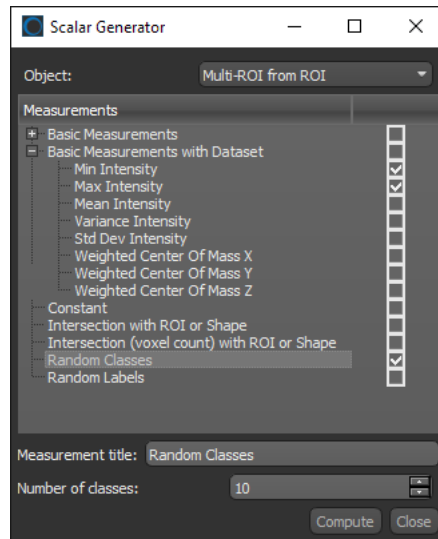 Scalar Generator
Object: Multi-ROI from ROI
Measurements
Basic Measurements
Basic Measurements with Dataset
Min Intensity
Max Intensity
Mean Intensity
Variance Intensity
Std Dev Intensity
Weighted Center Of Mass X
Weighted Center Of Mass Y
Weighted Center Of Mass Z
Constant
Intersection with ROI or Shape
Intersection (voxel count) with ROI or Shape
Random Classes
Random Labels
Measurement title: Random Classes
Number of classes: 10
Compute Close